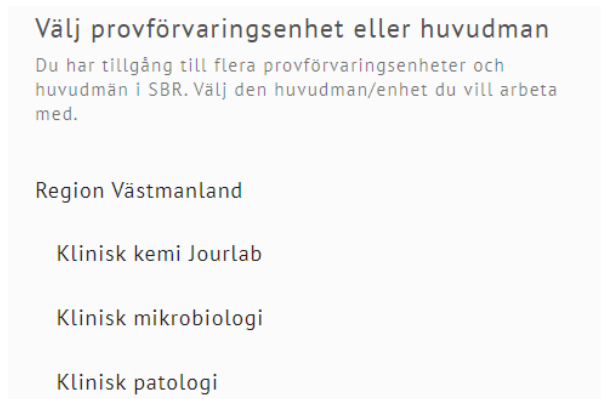 Välj provförvaringsenhet eller huvudman
Du har tillgång till flera provförvaringsenheter och
huvudmän i SBR. Välj den huvudman/enhet du vill arbeta
med.
Region Västmanland
Klinisk kemi Jourlab
Klinisk mikrobiologi
Klinisk patologi